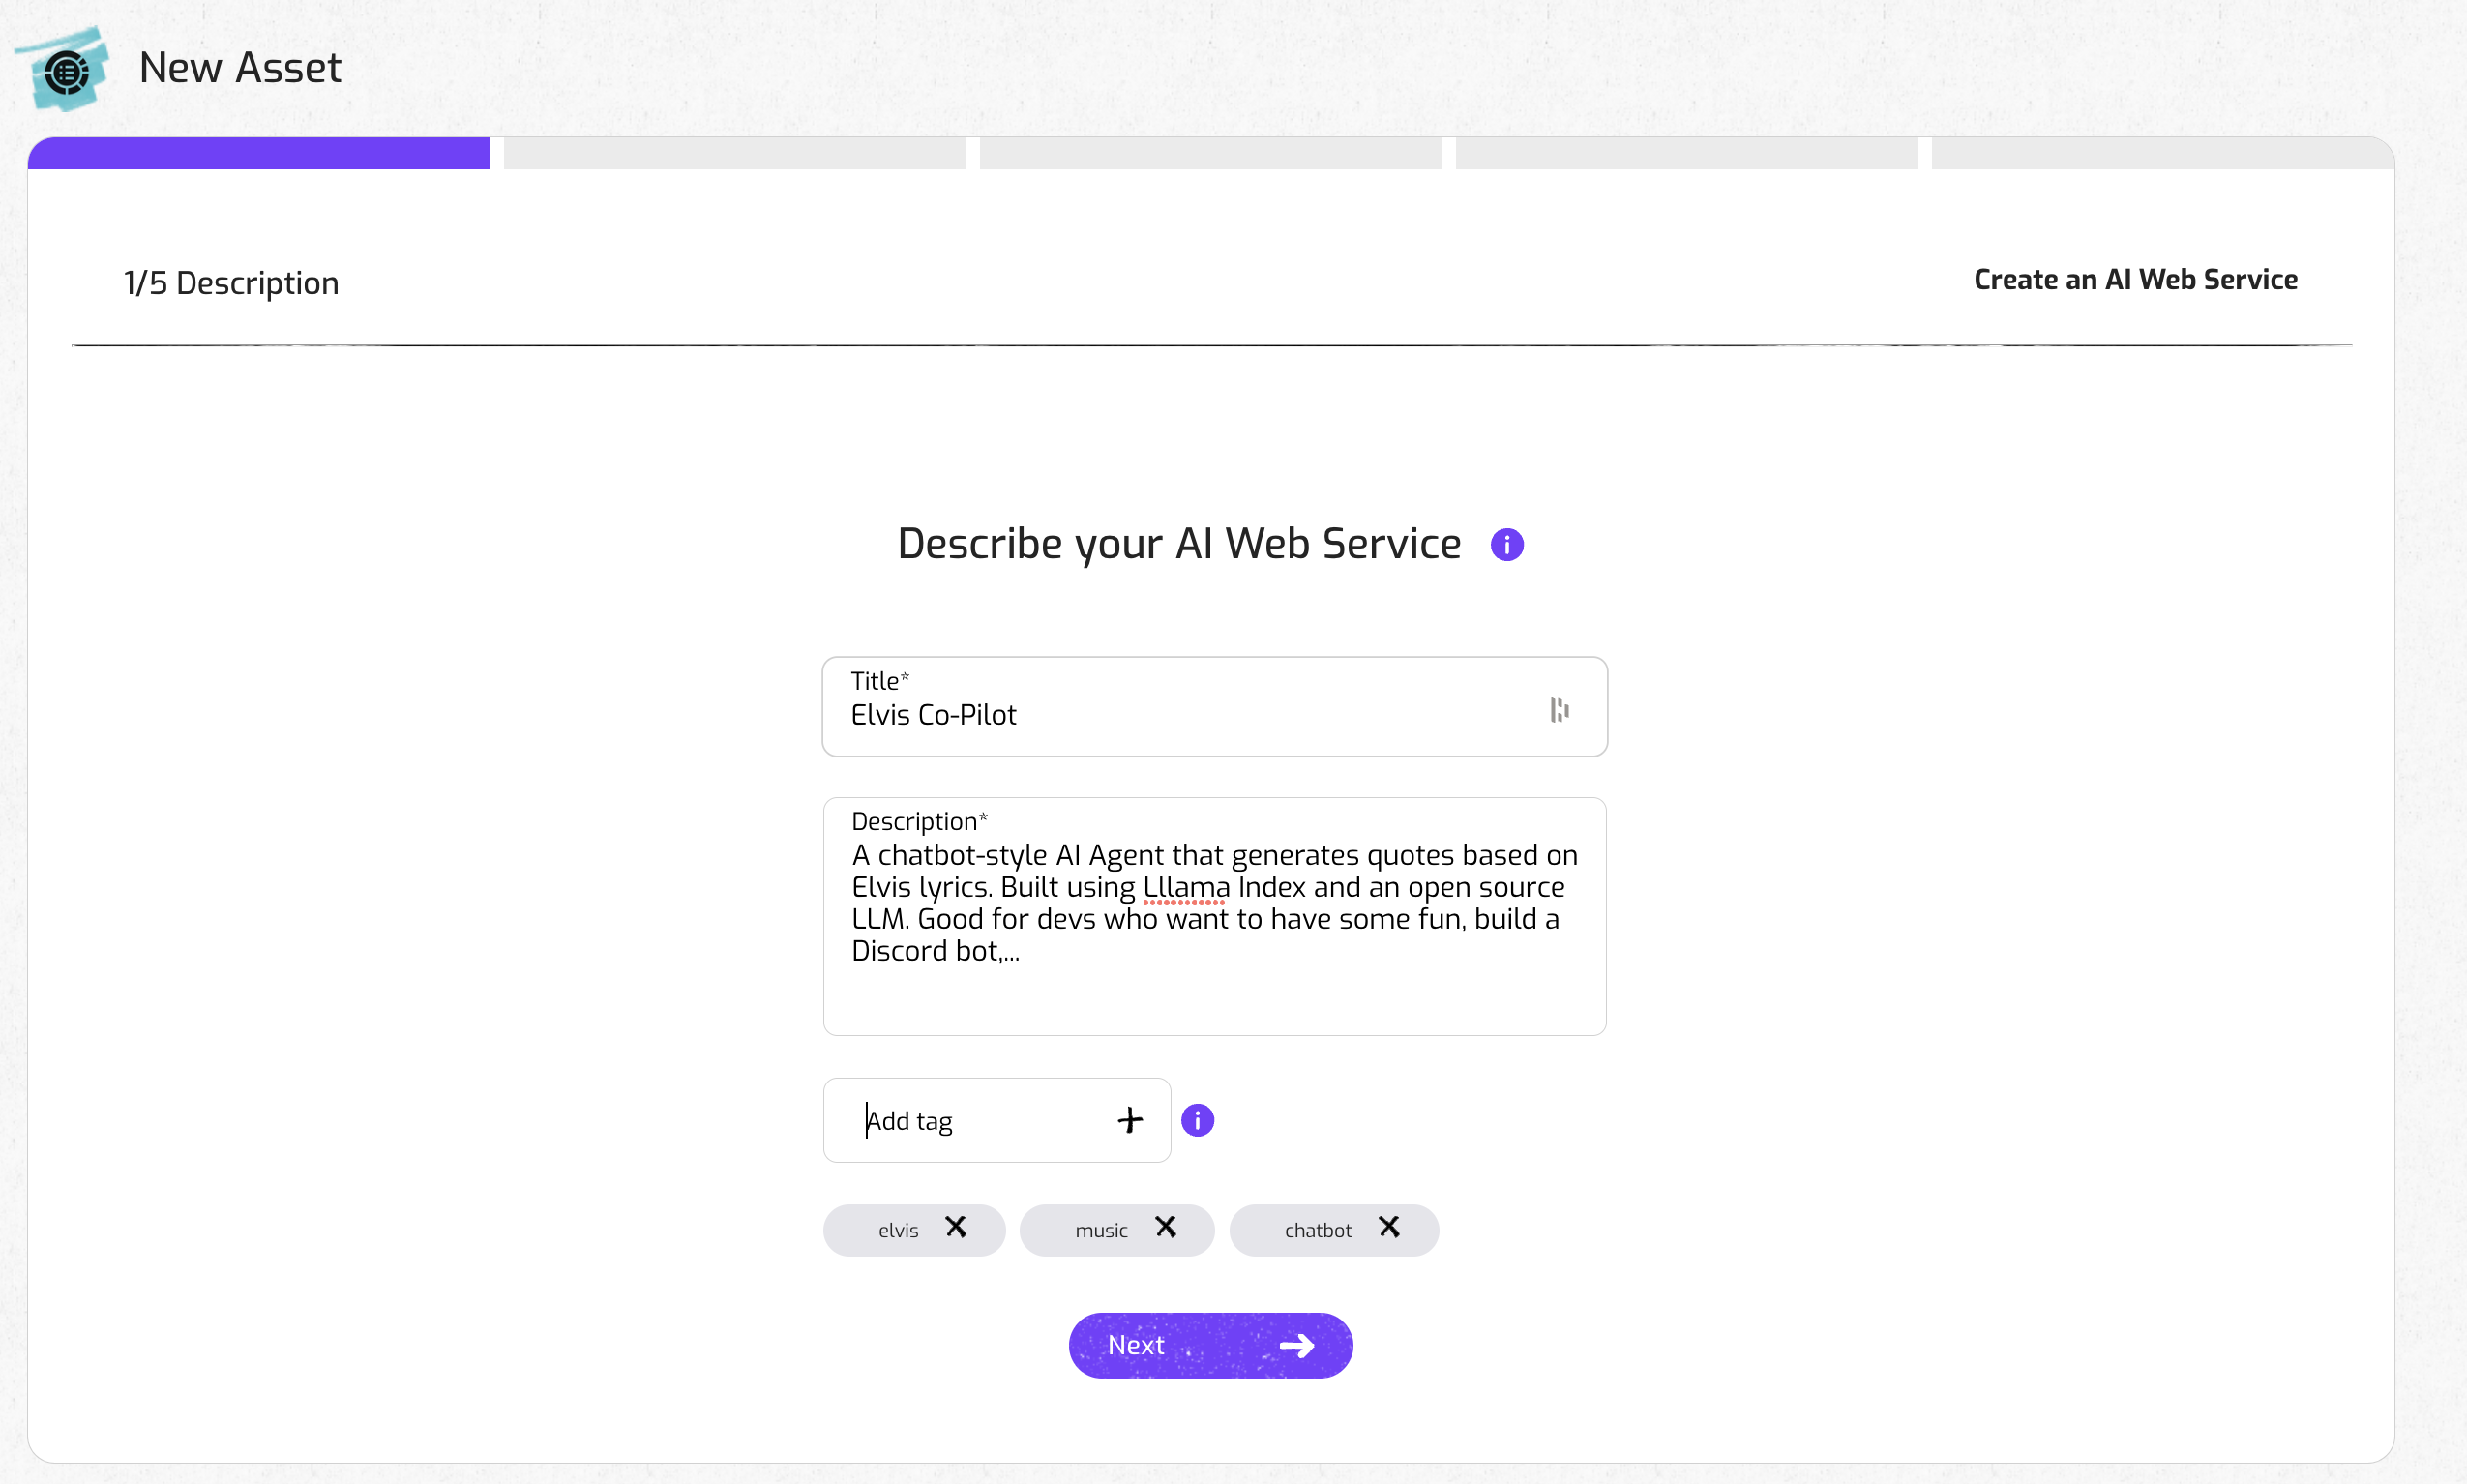 New Asset
1/5 Description
Create an AI Web Service
Describe your AI Web Service
Title*
Elvis Co-Pilot
Description*
A chatbot-style AI Agent that generates quotes based on
Elvis lyrics. Built using Lllama Index and an open source
LLM. Good for devs who want to have some fun, build a
Discord bot,...
Add tag
elvis
music
chatbot
Next